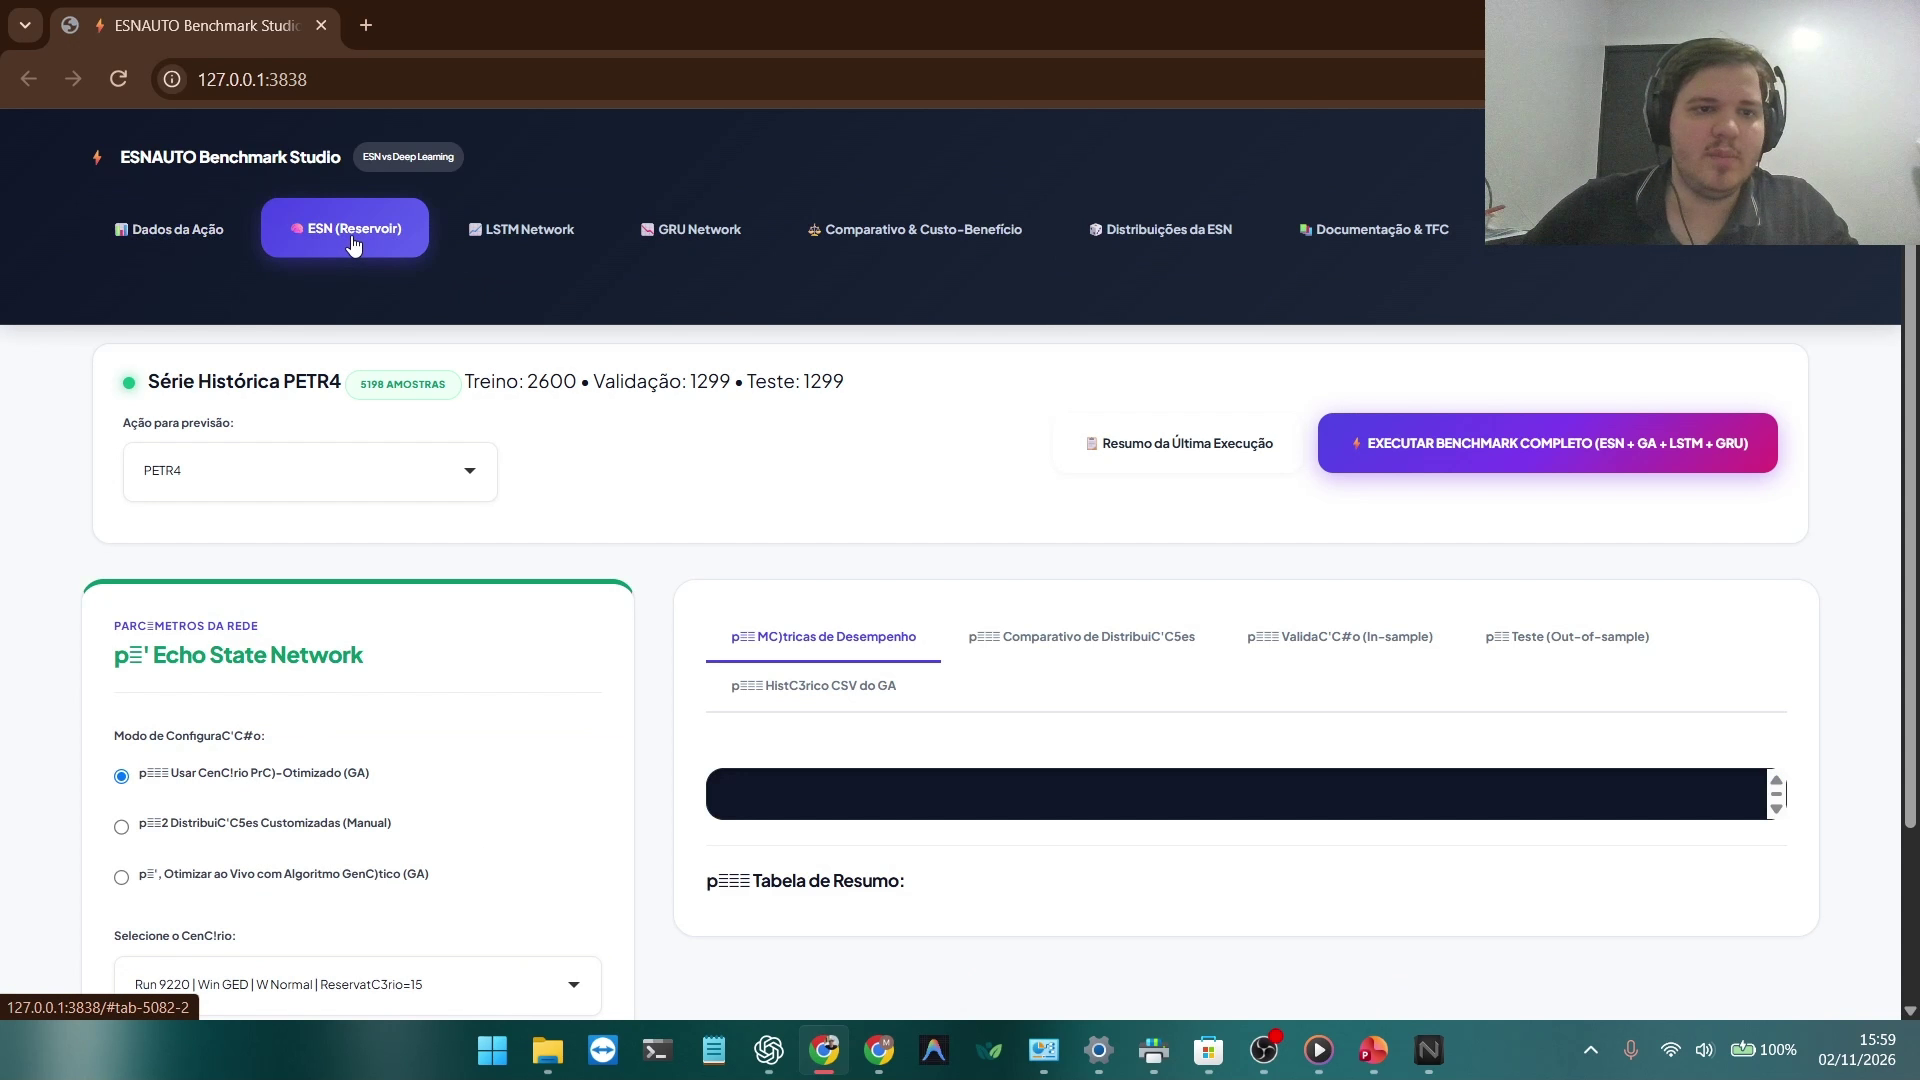 ESNAUTO Benchmark Studio
127.0.0.1:3838
ESNAUTO Benchmark Studio
ESN vs Deep Learning
Dados da Ação
ESN (Reservoir)
LSTM Network
GRU Network
Comparativo & Custo-Benefício
Distribuições da ESN
Documentação & TFC
Série Histórica PETR4
5198 AMOSTRAS
Treino: 2600 • Validação: 1299 • Teste: 1299
Ação para previsão:
PETR4
Resumo da Última Execução
EXECUTAR BENCHMARK COMPLETO (ESN + GA + LSTM + GRU)
METROS DA REDE
Echo State Network
Modo de ConfiguraC'C#o:
Usar CenC!rio PrC)-Otimizado (GA)
DistribuiC'C5es Customizadas (Manual)
Otimizar ao Vivo com Algoritmo GenC)tico (GA)
Selecione o CenC!rio:
Run 9220 | Win GED | W Normal | ReservatC3rio=15
MC)tricas de Desempenho
Comparativo de DistribuiC'C5es
ValidaC'C#o (In-sample)
Teste (Out-of-sample)
HistC3rico CSV do GA
Tabela de Resumo:
127.0.0.1:3838/#tab-5082-2
100%
15:59
02/11/2026